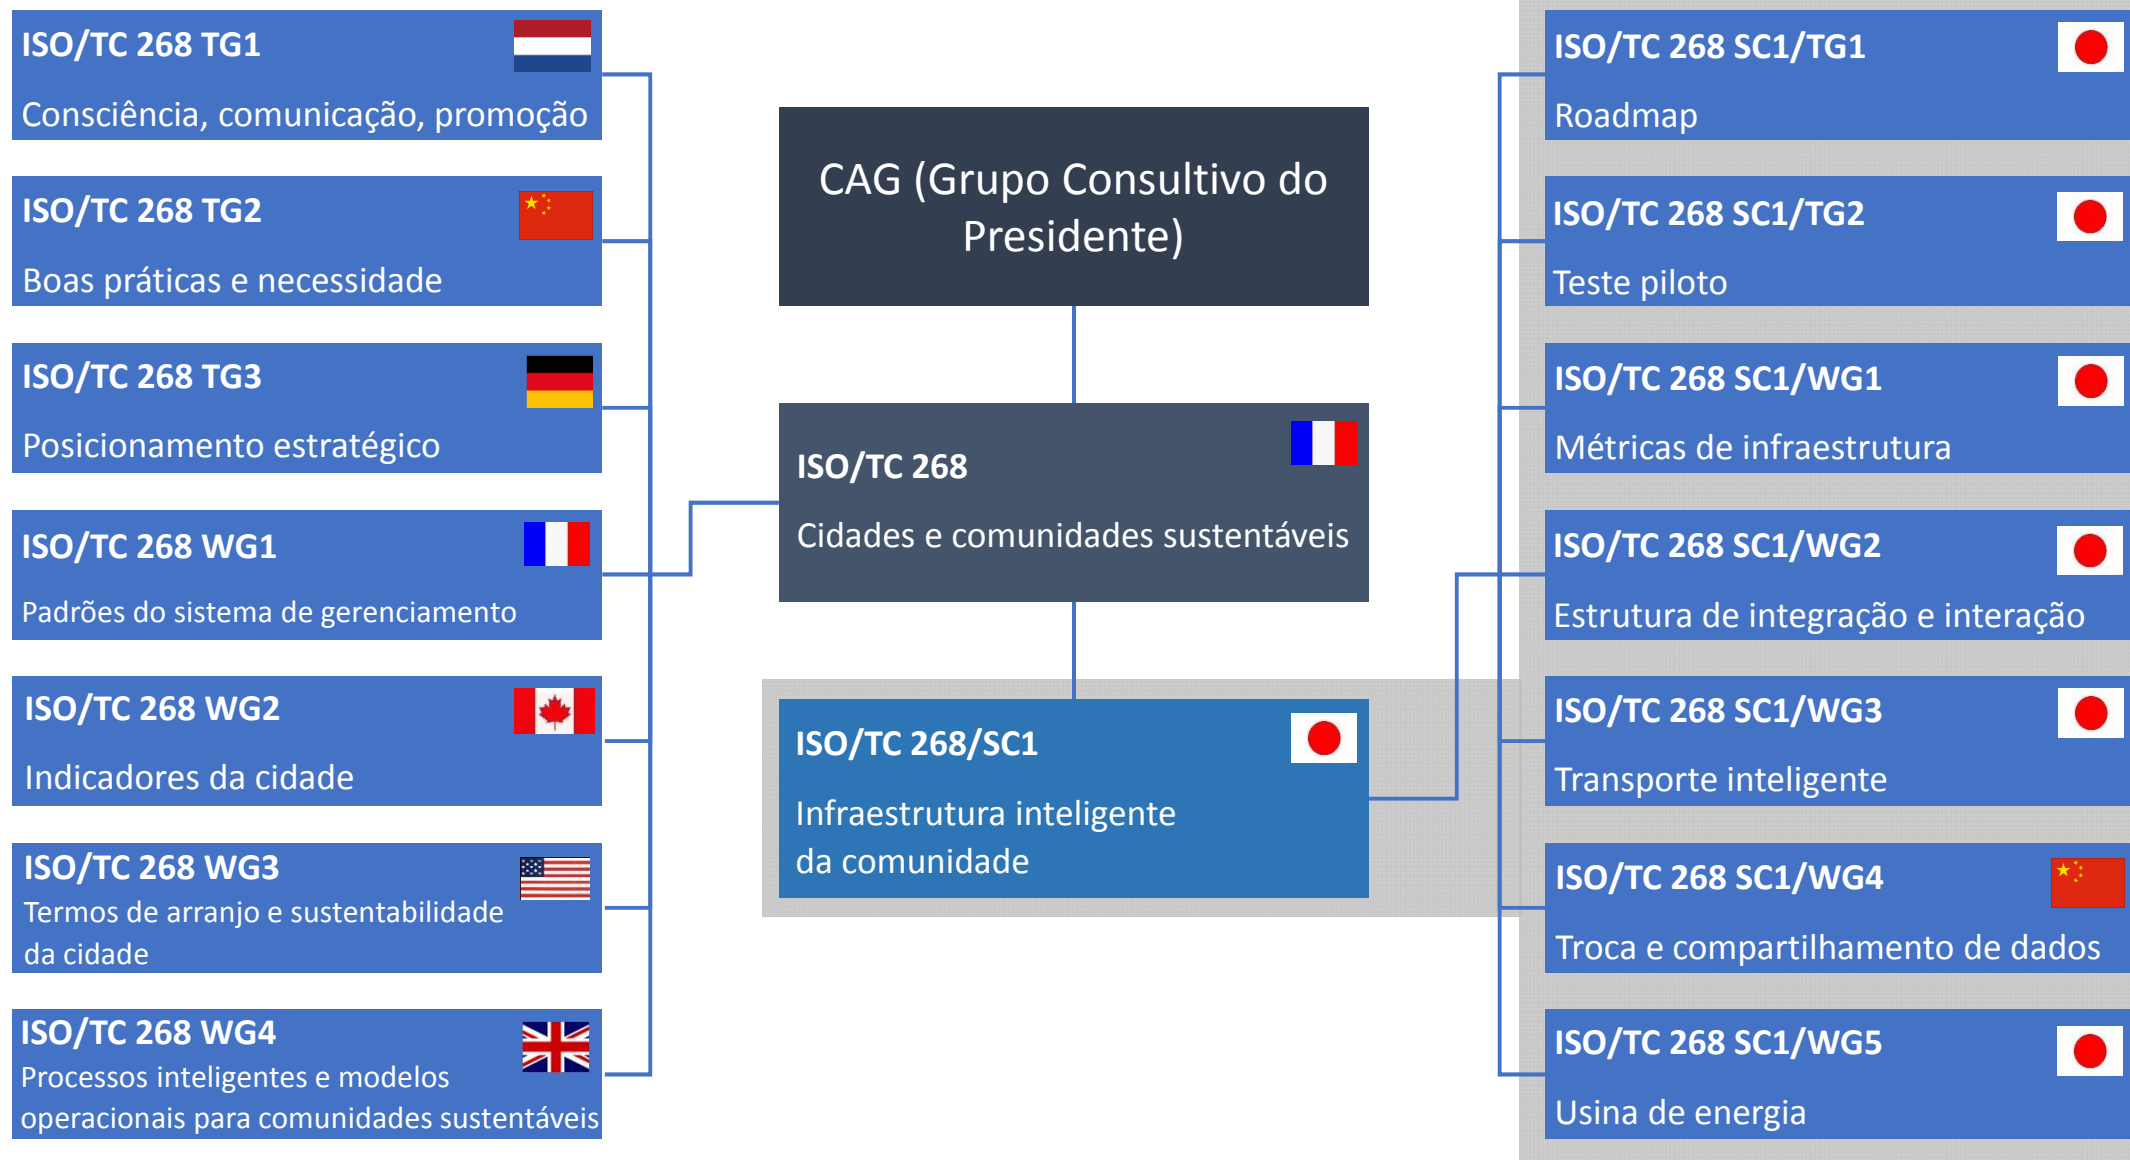 ISO/TC 268 TG1
Consciência, comunicação, promoção
ISO/TC 268 TG2
Boas práticas e necessidade
ISO/TC 268 TG3
Posicionamento estratégico
ISO/TC 268 WG1
Padrões do sistema de gerenciamento
ISO/TC 268 WG2
Indicadores da cidade
ISO/TC 268 WG3
Termos de arranjo e sustentabilidade
da cidade
ISO/TC 268 WG4
Processos inteligentes e modelos
operacionais para comunidades sustentáveis
CAG (Grupo Consultivo do
Presidente)
ISO/TC 268
Cidades e comunidades sustentáveis
ISO/TC 268/SC1
Infraestrutura inteligente
da comunidade
ISO/TC 268 SC1/TG1
Roadmap
ISO/TC 268 SC1/TG2
Teste piloto
ISO/TC 268 SC1/WG1
Métricas de infraestrutura
ISO/TC 268 SC1/WG2
Estrutura de integração e interação
ISO/TC 268 SC1/WG3
Transporte inteligente
ISO/TC 268 SC1/WG4
Troca e compartilhamento de dados
ISO/TC 268 SC1/WG5
Usina de energia